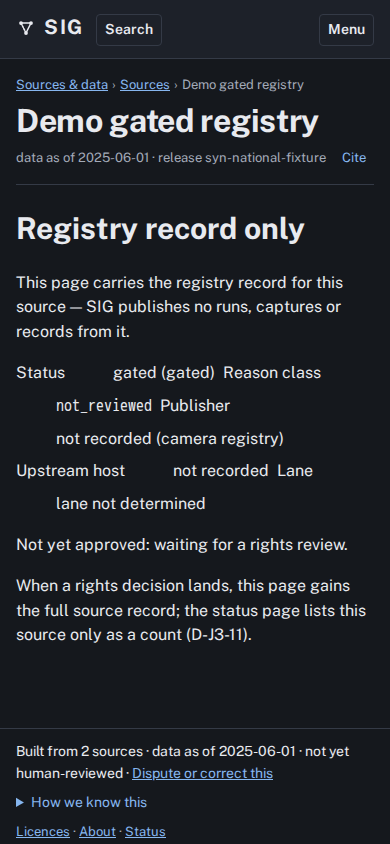 SIG Search Menu
Sources & data › Sources › Demo gated registry
Demo gated registry
data as of 2025-06-01 · release syn-national-fixture Cite
Registry record only
This page carries the registry record for this
source — SIG publishes no runs, captures or
records from it.
Status gated (gated) Reason class
not_reviewed Publisher
not recorded (camera registry)
Upstream host not recorded Lane
lane not determined
Not yet approved: waiting for a rights review.
When a rights decision lands, this page gains
the full source record; the status page lists this
source only as a count (D-J3-11).
Built from 2 sources · data as of 2025-06-01 · not yet
human-reviewed · Dispute or correct this
How we know this
Licences · About · Status